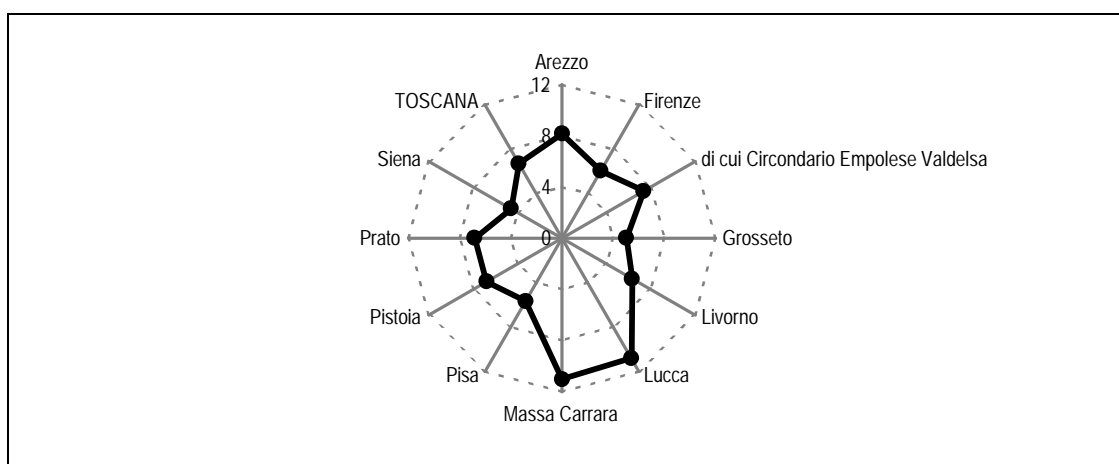 Arezzo
12
TOSCANA
Firenze
8
Siena
di cui Circondario Empolese Valdelsa
4
Prato
0
Grosseto
Pistoia
Livorno
Pisa
Lucca
Massa Carrara